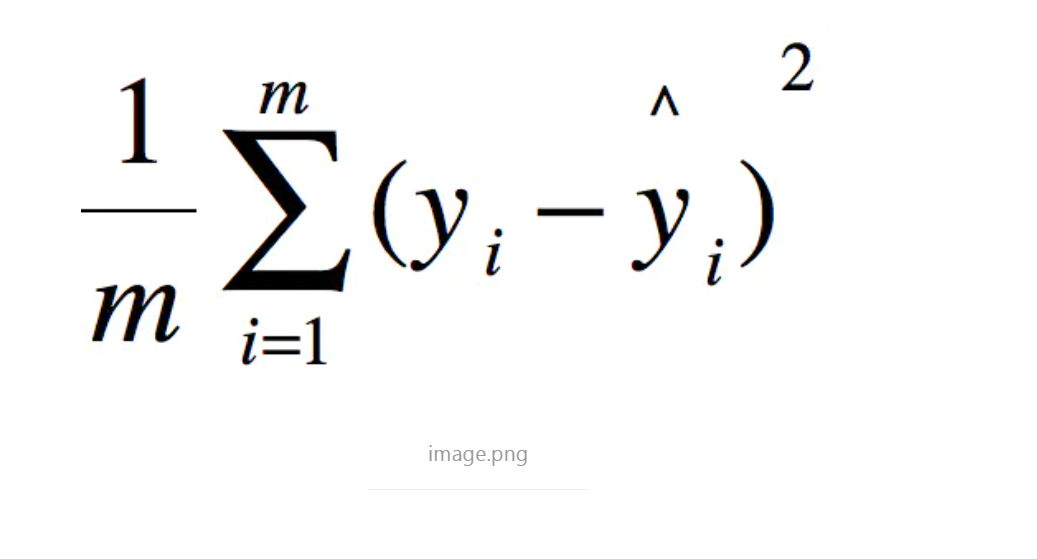 1/m ∑_{i=1}^{m} (y_i − ŷ_i)^2
image.png